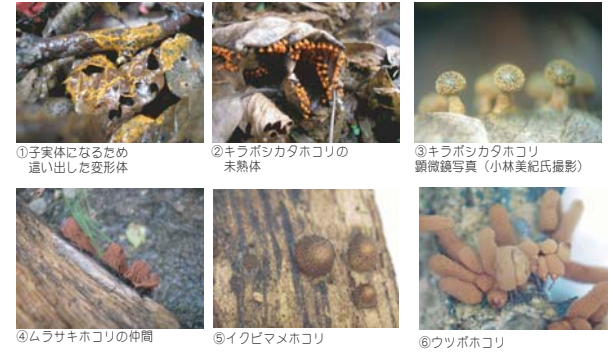 ①子実体になるため
這い出した変形体
②キラボシカタホコリの
未熟体
③キラボシカタホコリ
顕微鏡写真（小林美紀氏撮影）
④ムラサキホコリの仲間
⑤イクビマメホコリ
⑥ウツボホコリ